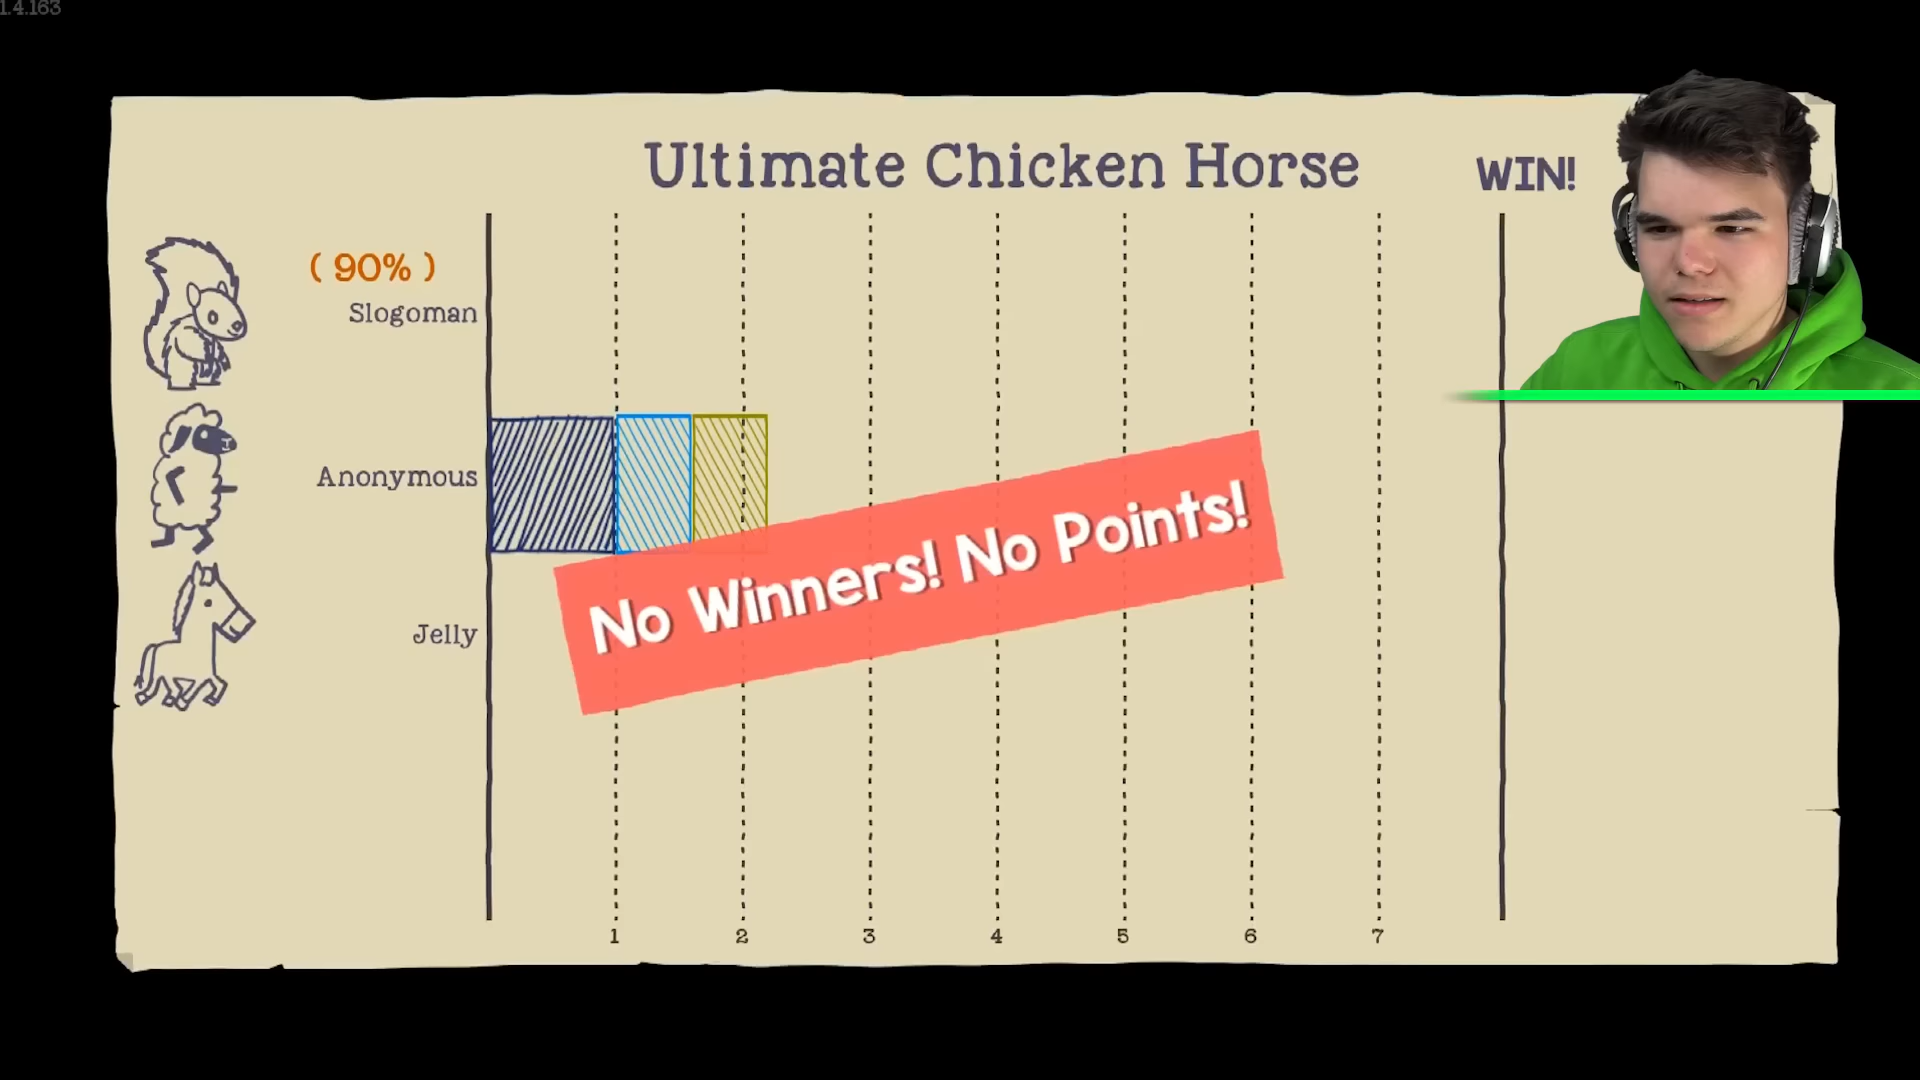 1.4.163
Ultimate Chicken Horse
WIN!
( 90% )
Slogoman
Anonymous
Jelly
No Winners! No Points!
1 2 3 4 5 6 7